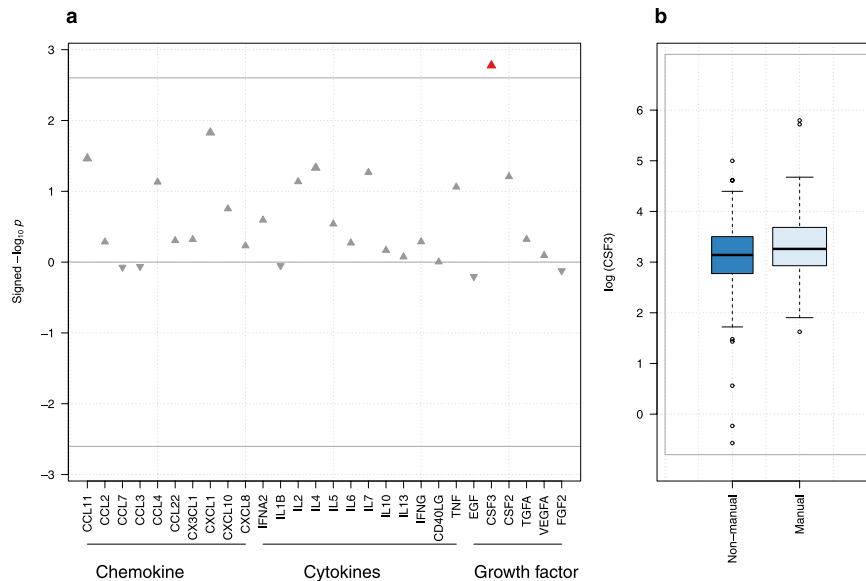 a
b
3
2
1
0
−1
−2
−3
Signed −log10 p
CCL11
CCL2
CCL7
CCL3
CCL4
CCL22
CX3CL1
CXCL1
CXCL10
CXCL8
IFNA2
IL1B
IL2
IL4
IL5
IL6
IL7
IL10
IL13
IFNG
CD40LG
TNF
EGF
CSF3
CSF2
TGFA
VEGFA
FGF2
Chemokine
Cytokines
Growth factor
6
5
4
3
2
1
0
log (CSF3)
Non−manual
Manual